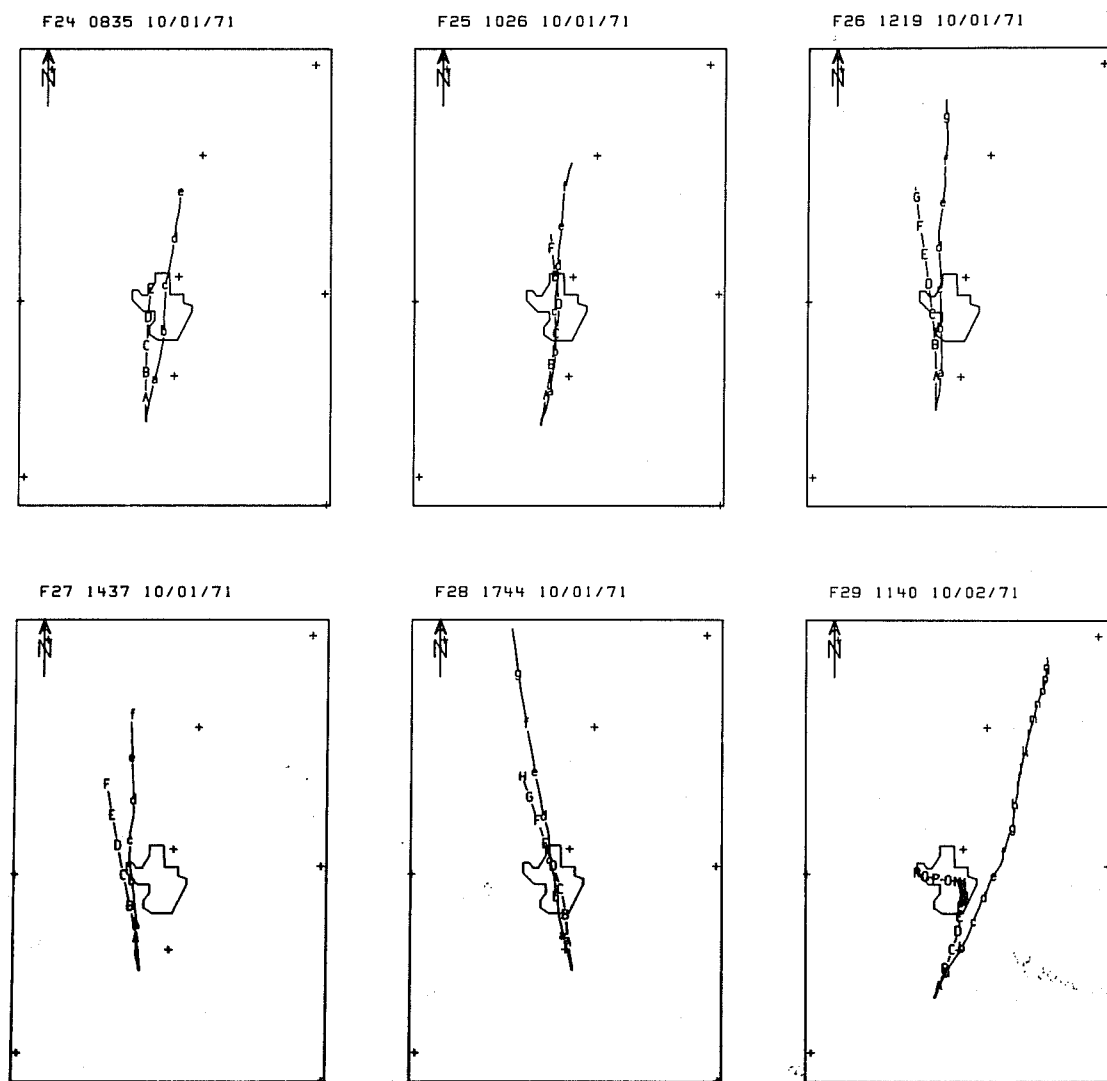 F24 0835 10/01/71
F25 1026 10/01/71
F26 1219 10/01/71
N
N
N
e
d
c
b
a
E
D
C
B
A
f
e
d
c
b
a
F
E
D
C
B
A
g
f
e
d
c
b
a
G
F
E
D
C
B
A
F27 1437 10/01/71
F28 1744 10/01/71
F29 1140 10/02/71
N
N
N
f
e
d
c
b
F
E
D
C
B
A
g
f
e
d
H
G
F
E
D
C
B
A
n
m
k
h
g
f
e
d
c
b
R Q P O N
D
C
B
A